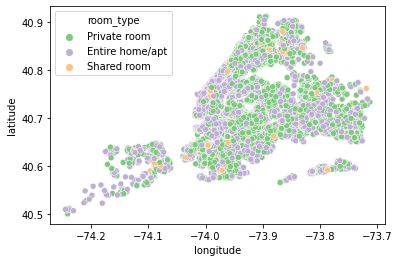 room_type
Private room
Entire home/apt
Shared room
40.9
40.8
40.7
40.6
40.5
latitude
−74.2
−74.1
−74.0
−73.9
−73.8
−73.7
longitude